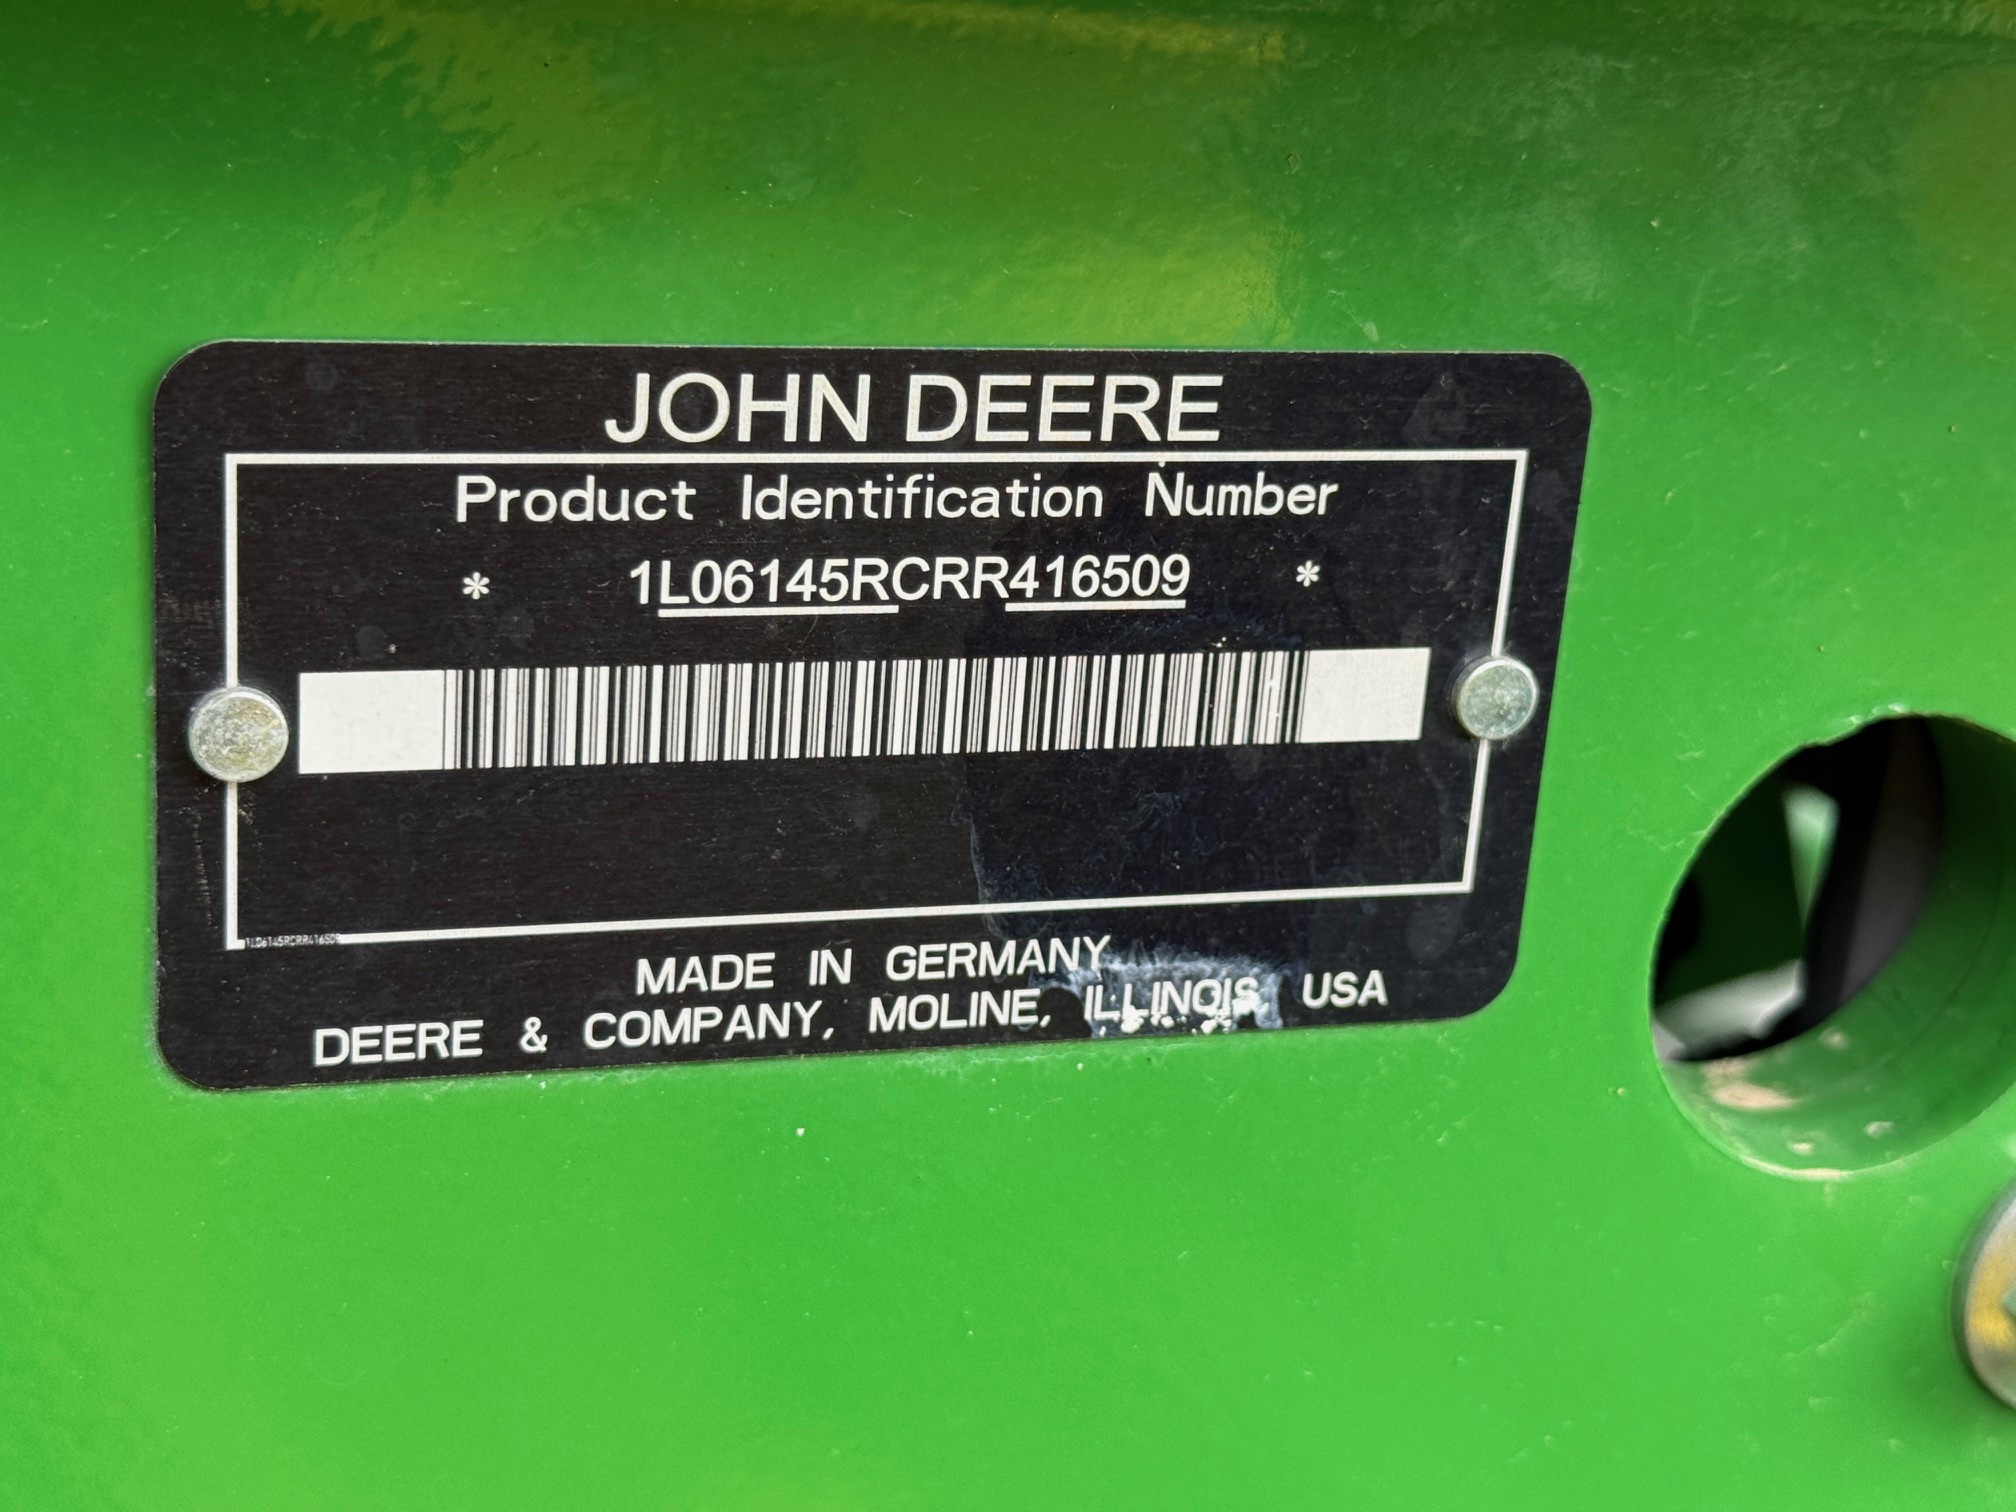 JOHN DEERE
Product Identification Number
* 1L06145RCRR416509 *
1L06145RCRR416509
MADE IN GERMANY
DEERE & COMPANY, MOLINE, ILLINOIS, USA